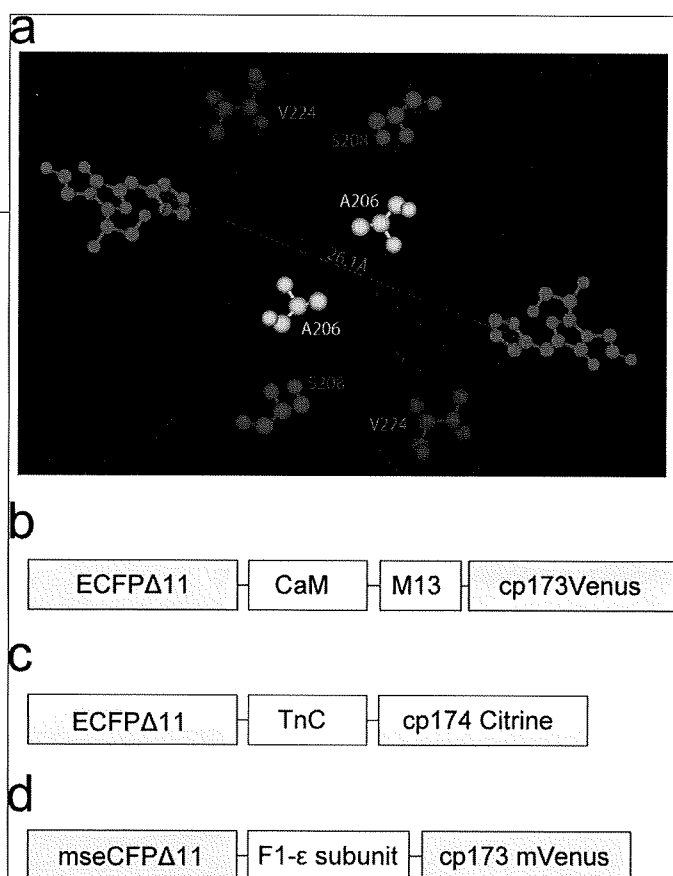 a
V224
S208
A206
26.1Å
A206
S208
V224
b
ECFPΔ11
CaM
M13
cp173Venus
c
ECFPΔ11
TnC
cp174 Citrine
d
mseCFPΔ11
F1-ε subunit
cp173 mVenus